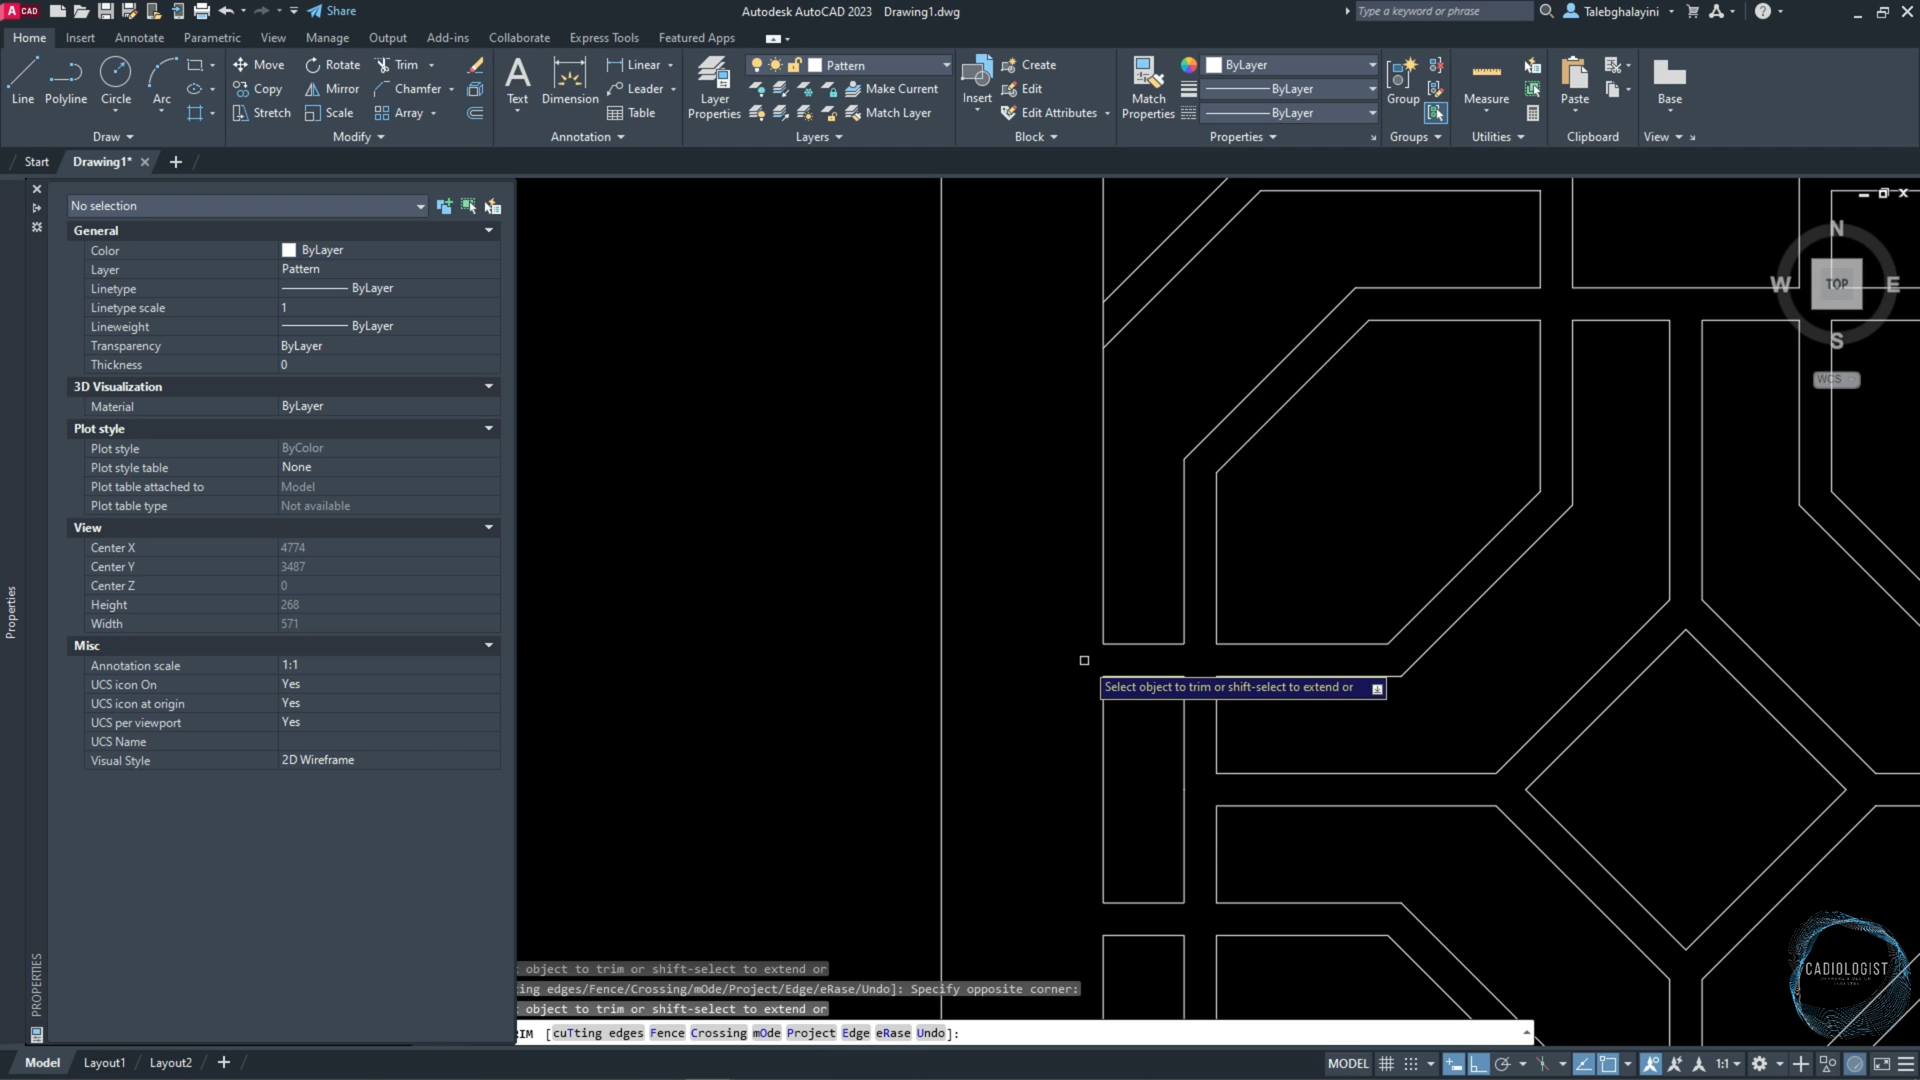 CAD
Share
Autodesk AutoCAD 2023 Drawing1.dwg
Type a keyword or phrase
Talebghalayini
Home Insert Annotate Parametric View Manage Output Add-ins Collaborate Express Tools Featured Apps
Line Polyline Circle Arc
Move Rotate Trim
Copy Mirror Chamfer
Stretch Scale Array
Text Dimension
Linear
Leader
Table
Layer Properties
Pattern
Make Current
Match Layer
Insert
Create
Edit
Edit Attributes
Match Properties
ByLayer
ByLayer
ByLayer
Group
Measure
Paste
Base
Draw Modify Annotation Layers Block Properties Groups Utilities Clipboard View
Start Drawing1*
No selection
General
Color ByLayer
Layer Pattern
Linetype ByLayer
Linetype scale 1
Lineweight ByLayer
Transparency ByLayer
Thickness 0
3D Visualization
Material ByLayer
Plot style
Plot style ByColor
Plot style table None
Plot table attached to Model
Plot table type Not available
View
Center X 4774
Center Y 3487
Center Z 0
Height 268
Width 571
Misc
Annotation scale 1:1
UCS icon On Yes
UCS icon at origin Yes
UCS per viewport Yes
UCS Name
Visual Style 2D Wireframe
Properties
PROPERTIES
N
W TOP E
S
WCS
Select object to trim or shift-select to extend or
CADIOLOGIST
object to trim or shift-select to extend or
ing edges/Fence/Crossing/mOde/Project/Edge/eRase/Undo]: Specify opposite corner:
object to trim or shift-select to extend or
IM [cuTting edges Fence Crossing mOde Project Edge eRase Undo]:
Model Layout1 Layout2
MODEL 1:1